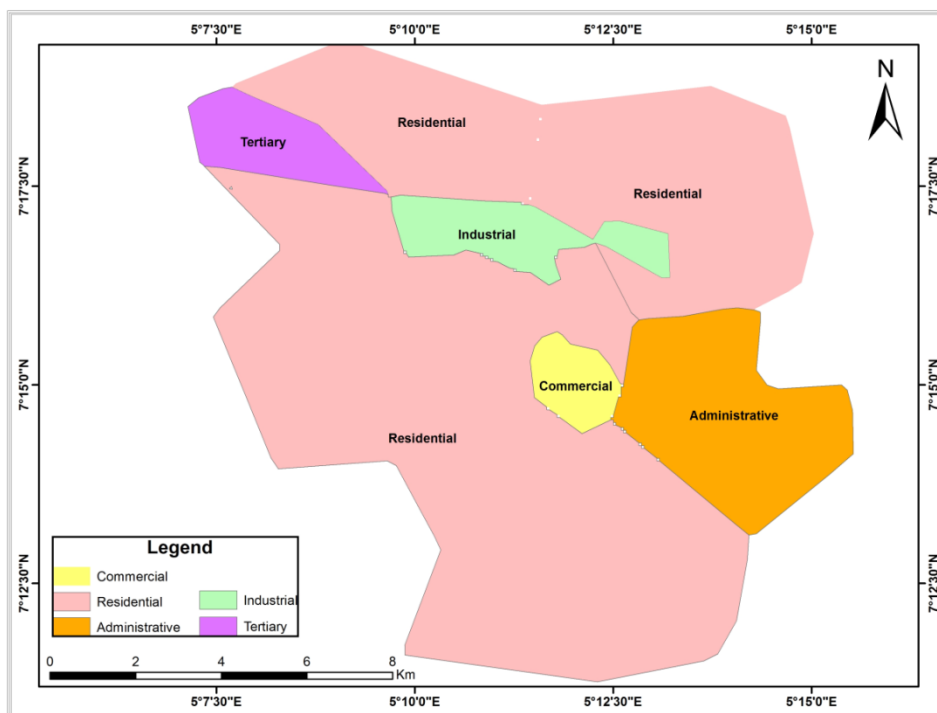 5°7'30"E 5°10'0"E 5°12'30"E 5°15'0"E
N
Residential
Tertiary
7°17'30"N 7°17'30"N
Residential
Industrial
7°15'0"N 7°15'0"N
Commercial
Administrative
Residential
Legend
Commercial
Residential Industrial
Administrative Tertiary
7°12'30"N 7°12'30"N
0 2 4 6 8
Km
5°7'30"E 5°10'0"E 5°12'30"E 5°15'0"E